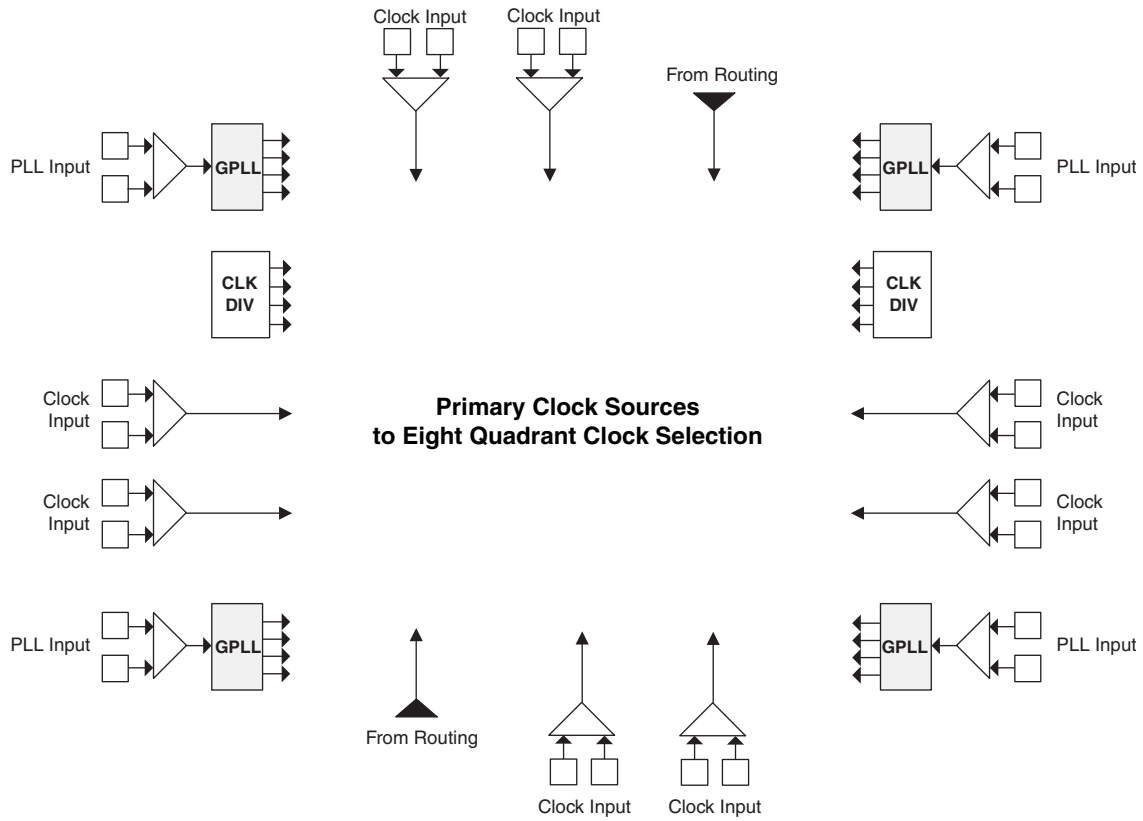 Clock Input
Clock Input
From Routing
PLL Input
GPLL
GPLL
PLL Input
CLK
DIV
CLK
DIV
Clock
Input
Primary Clock Sources
to Eight Quadrant Clock Selection
Clock
Input
Clock
Input
Clock
Input
PLL Input
GPLL
GPLL
PLL Input
From Routing
Clock Input
Clock Input